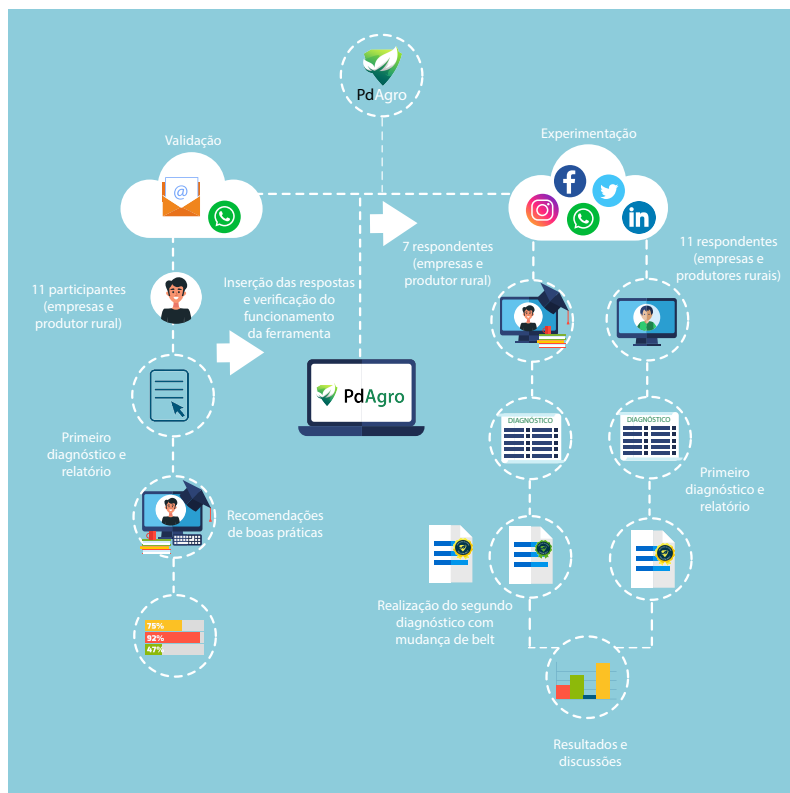 PdAgro
Validação
@
11 participantes
(empresas e
produtor rural)
Inserção das respostas
e verificação do
funcionamento
da ferramenta
PdAgro
Primeiro
diagnóstico e
relatório
Recomendações
de boas práticas
75%
92%
47%
Experimentação
f
in
7 respondentes
(empresas e
produtor rural)
11 respondentes
(empresas e
produtores rurais)
DIAGNÓSTICO
DIAGNÓSTICO
Primeiro
diagnóstico e
relatório
Realização do segundo
diagnóstico com
mudança de belt
Resultados e
discussões